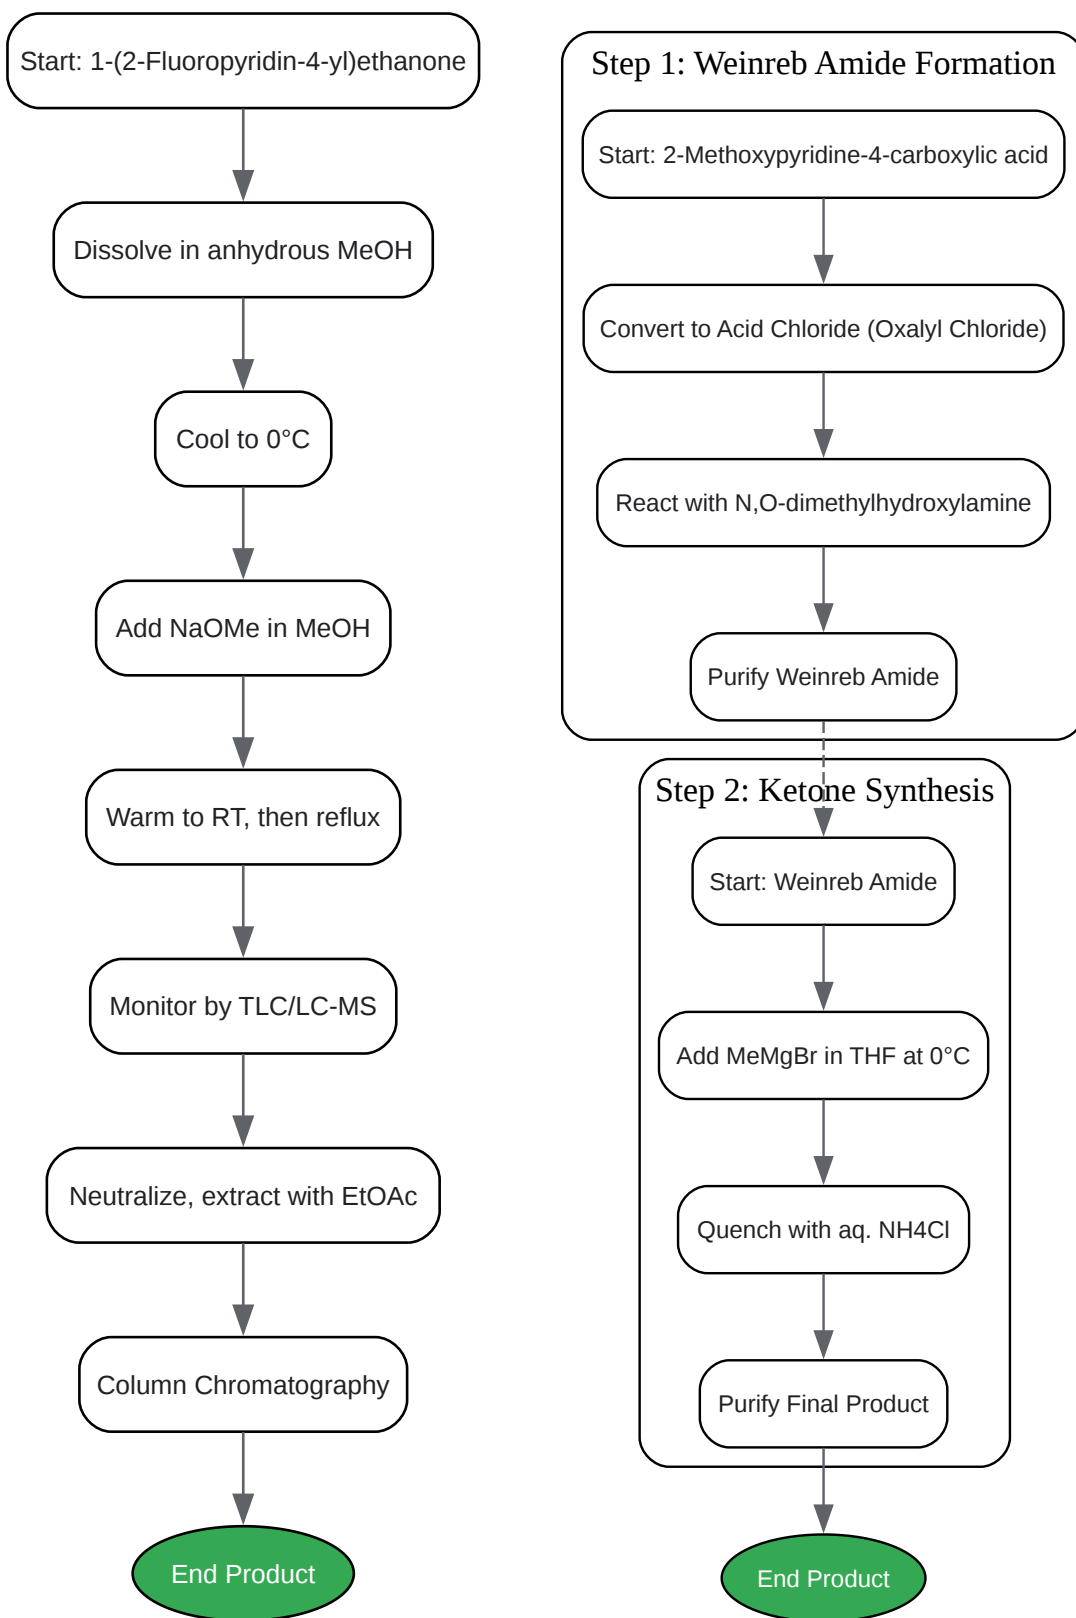 Start: 1-(2-Fluoropyridin-4-yl)ethanone
Dissolve in anhydrous MeOH
Cool to 0°C
Add NaOMe in MeOH
Warm to RT, then reflux
Monitor by TLC/LC-MS
Neutralize, extract with EtOAc
Column Chromatography
End Product
Step 1: Weinreb Amide Formation
Start: 2-Methoxypyridine-4-carboxylic acid
Convert to Acid Chloride (Oxalyl Chloride)
React with N,O-dimethylhydroxylamine
Purify Weinreb Amide
Step 2: Ketone Synthesis
Start: Weinreb Amide
Add MeMgBr in THF at 0°C
Quench with aq. NH4Cl
Purify Final Product
End Product